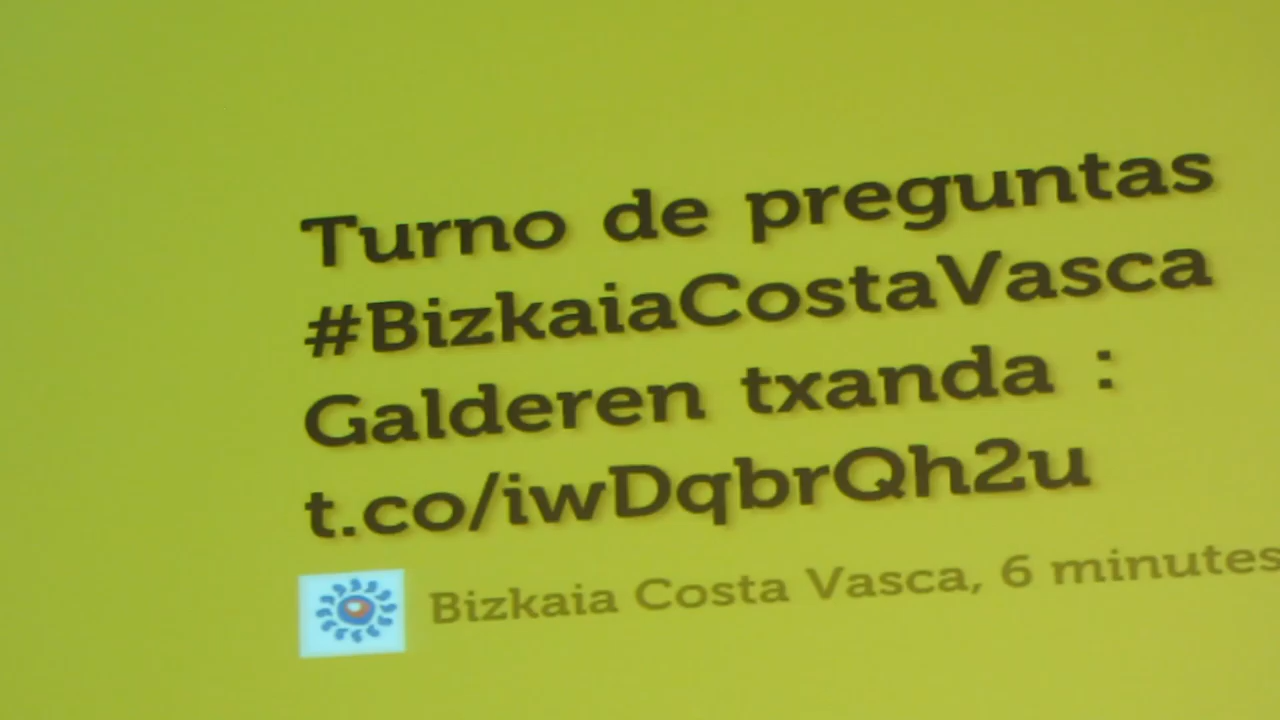 Turno de preguntas
#BizkaiaCostaVasca
Galderen txanda :
t.co/iwDqbrQh2u
Bizkaia Costa Vasca, 6 minutes